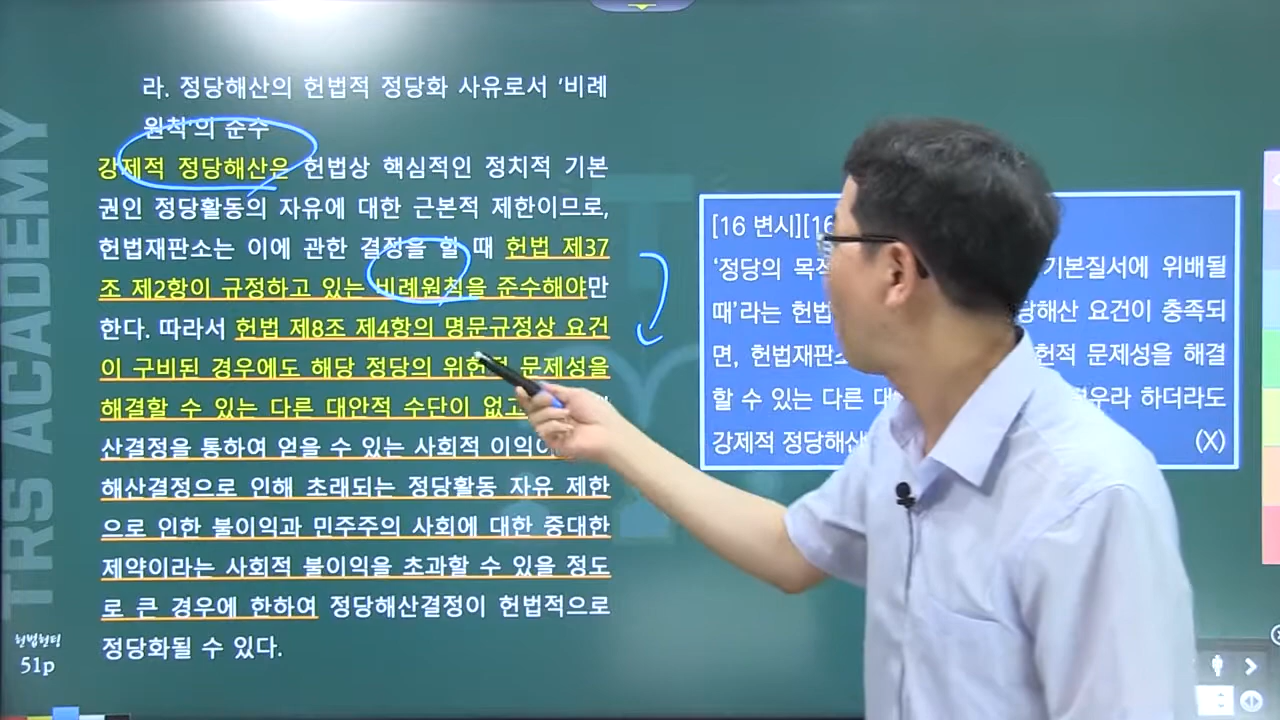 라. 정당해산의 헌법적 정당화 사유로서 '비례
원칙'의 준수
강제적 정당해산은 헌법상 핵심적인 정치적 기본
권인 정당활동의 자유에 대한 근본적 제한이므로,
헌법재판소는 이에 관한 결정을 할 때 헌법 제37
조 제2항이 규정하고 있는 비례원칙을 준수해야만
한다. 따라서 헌법 제8조 제4항의 명문규정상 요건
이 구비된 경우에도 해당 정당의 위헌적 문제성을
해결할 수 있는 다른 대안적 수단이 없고
산결정을 통하여 얻을 수 있는 사회적 이익이
해산결정으로 인해 초래되는 정당활동 자유 제한
으로 인한 불이익과 민주주의 사회에 대한 중대한
제약이라는 사회적 불이익을 초과할 수 있을 정도
로 큰 경우에 한하여 정당해산결정이 헌법적으로
정당화될 수 있다.
[16 변시][16
'정당의 목적 기본질서에 위배될
때'라는 헌법 당해산 요건이 충족되
면, 헌법재판소 헌적 문제성을 해결
할 수 있는 다른 대 경우라 하더라도
강제적 정당해산 (X)
TRS ACADEMY
헌법헌팅
51p